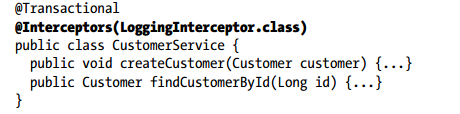 @Transactional
@Interceptors(LoggingInterceptor.class)
public class CustomerService {
  public void createCustomer(Customer customer) {...}
  public Customer findCustomerById(Long id) {...}
}